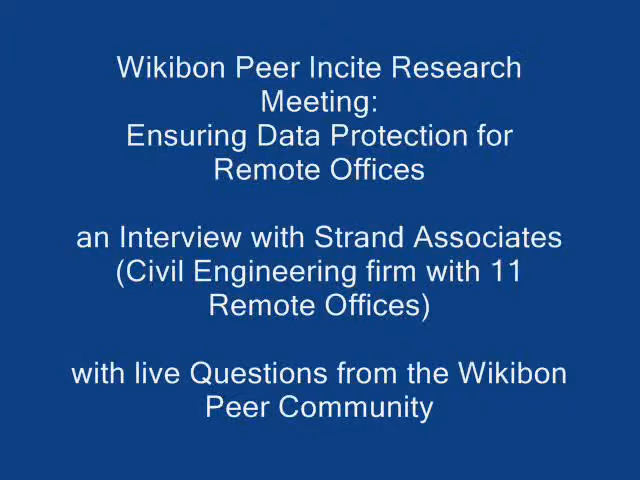 Wikibon Peer Incite Research
Meeting:
Ensuring Data Protection for
Remote Offices
an Interview with Strand Associates
(Civil Engineering firm with 11
Remote Offices)
with live Questions from the Wikibon
Peer Community